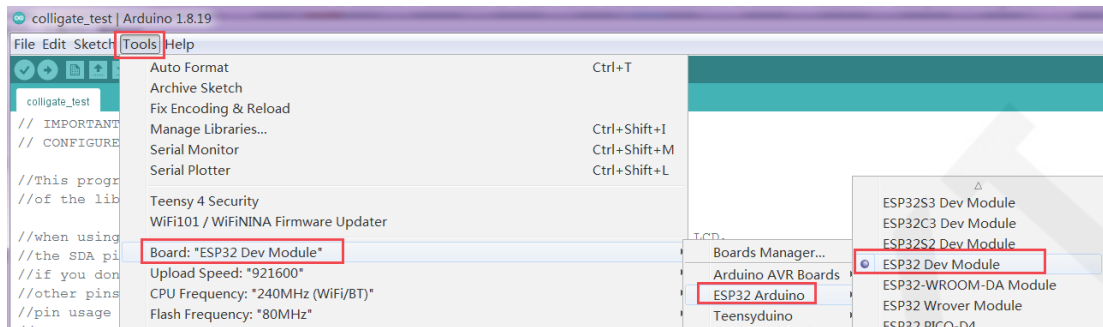 colligate_test | Arduino 1.8.19
File Edit Sketch Tools Help
colligate_test
Auto Format Ctrl+T
Archive Sketch
Fix Encoding & Reload
Manage Libraries... Ctrl+Shift+I
Serial Monitor Ctrl+Shift+M
Serial Plotter Ctrl+Shift+L
Teensy 4 Security
WiFi101 / WiFiNINA Firmware Updater
Board: "ESP32 Dev Module"
Upload Speed: "921600"
CPU Frequency: "240MHz (WiFi/BT)"
Flash Frequency: "80MHz"
// IMPORTANT
// CONFIGURE
//This progr
//of the lib
//when using
//the SDA pi
//if you don
//other pins
//pin usage
LCD.
Boards Manager...
Arduino AVR Boards
ESP32 Arduino
Teensyduino
ESP32S3 Dev Module
ESP32C3 Dev Module
ESP32S2 Dev Module
ESP32 Dev Module
ESP32-WROOM-DA Module
ESP32 Wrover Module
ESP32 PICO-D4